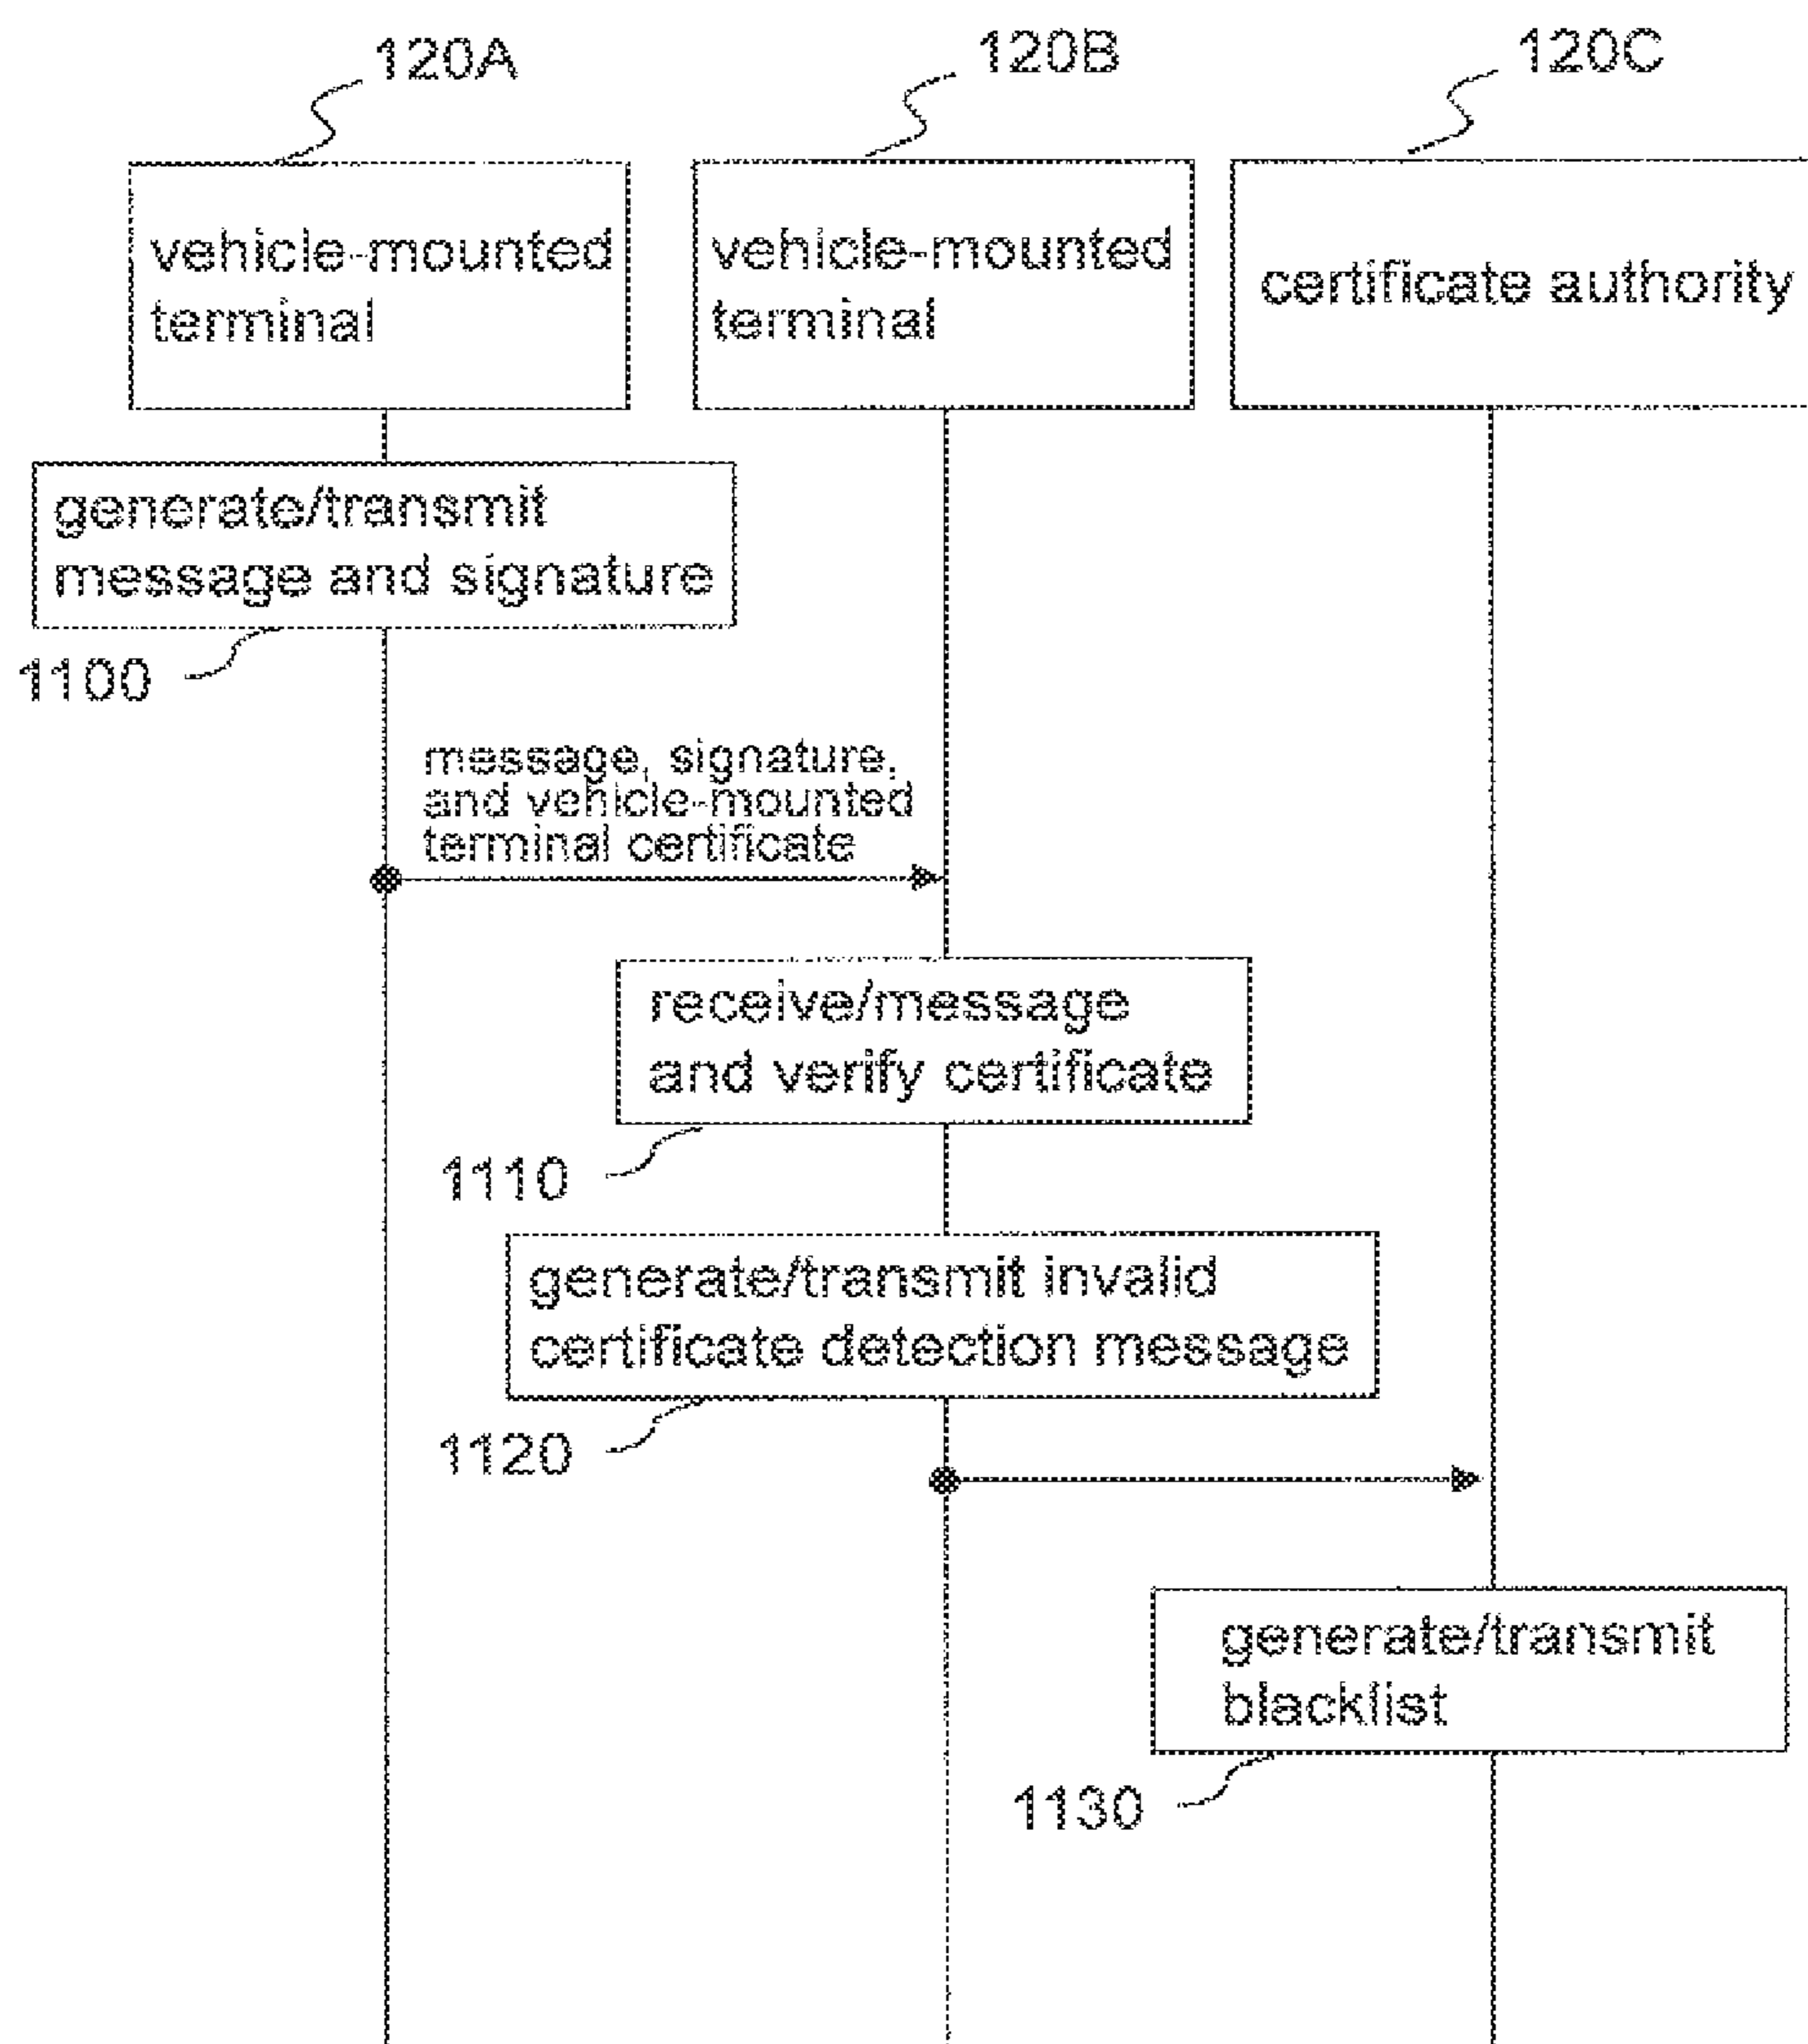 120A
120B
120C
vehicle-mounted
terminal
vehicle-mounted
terminal
certificate authority
generate/transmit
message and signature
1100
message, signature,
and vehicle-mounted
terminal certificate
receive/message
and verify certificate
1110
generate/transmit invalid
certificate detection message
1120
generate/transmit
blacklist
1130